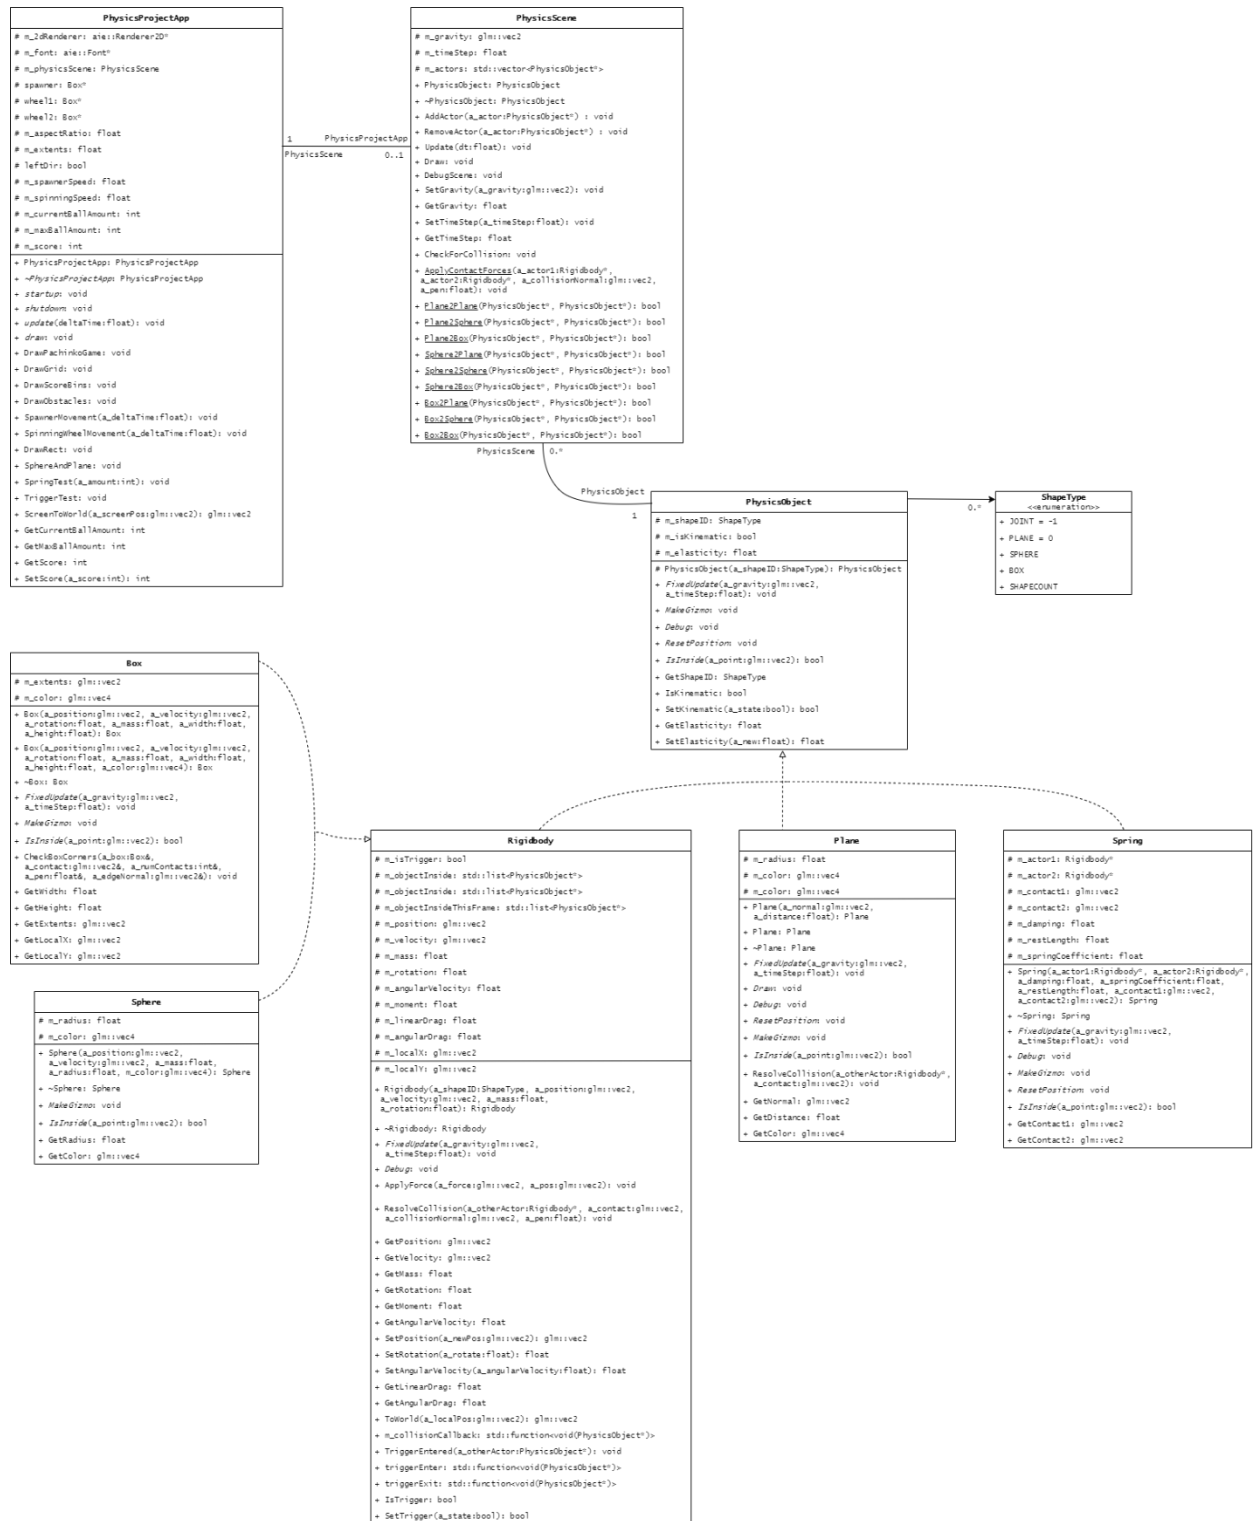 PhysicsProjectApp
# m_2dRenderer: aie::Renderer2D*
# m_font: aie::Font*
# m_physicsScene: PhysicsScene
# spawner: Box*
# wheel1: Box*
# wheel2: Box*
# m_aspectRatio: float
# m_extents: float
# leftDir: bool
# m_spawnerSpeed: float
# m_spinningSpeed: float
# m_currentBallAmount: int
# m_maxBallAmount: int
# m_score: int
+ PhysicsProjectApp: PhysicsProjectApp
+ ~PhysicsProjectApp: PhysicsProjectApp
+ startup: void
+ shutdown: void
+ update(deltaTime:float): void
+ draw: void
+ DrawPachinkoGame: void
+ DrawGrid: void
+ DrawScoreBins: void
+ DrawObstacles: void
+ SpawnerMovement(a_deltaTime:float): void
+ SpinningWheelMovement(a_deltaTime:float): void
+ DrawRect: void
+ SphereAndPlane: void
+ SpringTest(a_amount:int): void
+ TriggerTest: void
+ ScreenToWorld(a_screenPos:glm::vec2): glm::vec2
+ GetCurrentBallAmount: int
+ GetMaxBallAmount: int
+ GetScore: int
+ SetScore(a_score:int): int
1
PhysicsProjectApp
PhysicsScene
0..1
PhysicsScene
# m_gravity: glm::vec2
# m_timeStep: float
# m_actors: std::vector<PhysicsObject*>
+ PhysicsObject: PhysicsObject
+ ~PhysicsObject: PhysicsObject
+ AddActor(a_actor:PhysicsObject*) : void
+ RemoveActor(a_actor:PhysicsObject*) : void
+ Update(dt:float): void
+ Draw: void
+ DebugScene: void
+ SetGravity(a_gravity:glm::vec2): void
+ GetGravity: float
+ SetTimeStep(a_timeStep:float): void
+ GetTimeStep: float
+ CheckForCollision: void
+ ApplyContactForces(a_actor1:Rigidbody*,
a_actor2:Rigidbody*, a_collisionNormal:glm::vec2,
a_pen:float): void
+ Plane2Plane(PhysicsObject*, PhysicsObject*): bool
+ Plane2Sphere(PhysicsObject*, PhysicsObject*): bool
+ Plane2Box(PhysicsObject*, PhysicsObject*): bool
+ Sphere2Plane(PhysicsObject*, PhysicsObject*): bool
+ Sphere2Sphere(PhysicsObject*, PhysicsObject*): bool
+ Sphere2Box(PhysicsObject*, PhysicsObject*): bool
+ Box2Plane(PhysicsObject*, PhysicsObject*): bool
+ Box2Sphere(PhysicsObject*, PhysicsObject*): bool
+ Box2Box(PhysicsObject*, PhysicsObject*): bool
PhysicsScene
0.*
PhysicsObject
1
PhysicsObject
# m_shapeID: ShapeType
# m_isKinematic: bool
# m_elasticity: float
# PhysicsObject(a_shapeID:ShapeType): PhysicsObject
+ FixedUpdate(a_gravity:glm::vec2,
a_timeStep:float): void
+ MakeGizmo: void
+ Debug: void
+ ResetPosition: void
+ IsInside(a_point:glm::vec2): bool
+ GetShapeID: ShapeType
+ IsKinematic: bool
+ SetKinematic(a_state:bool): bool
+ GetElasticity: float
+ SetElasticity(a_new:float): float
0.*
ShapeType
<<enumeration>>
+ JOINT = -1
+ PLANE = 0
+ SPHERE
+ BOX
+ SHAPECOUNT
Box
# m_extents: glm::vec2
# m_color: glm::vec4
+ Box(a_position:glm::vec2, a_velocity:glm::vec2,
a_rotation:float, a_mass:float, a_width:float,
a_height:float): Box
+ Box(a_position:glm::vec2, a_velocity:glm::vec2,
a_rotation:float, a_mass:float, a_width:float,
a_height:float, a_color:glm::vec4): Box
+ ~Box: Box
+ FixedUpdate(a_gravity:glm::vec2,
a_timeStep:float): void
+ MakeGizmo: void
+ IsInside(a_point:glm::vec2): bool
+ CheckBoxCorners(a_box:Box&,
a_contact:glm::vec2&, a_numContacts:int&,
a_pen:float&, a_edgeNormal:glm::vec2&): void
+ GetWidth: float
+ GetHeight: float
+ GetExtents: glm::vec2
+ GetLocalX: glm::vec2
+ GetLocalY: glm::vec2
Sphere
# m_radius: float
# m_color: glm::vec4
+ Sphere(a_position:glm::vec2,
a_velocity:glm::vec2, a_mass:float,
a_radius:float, m_color:glm::vec4): Sphere
+ ~Sphere: Sphere
+ MakeGizmo: void
+ IsInside(a_point:glm::vec2): bool
+ GetRadius: float
+ GetColor: glm::vec4
Rigidbody
# m_isTrigger: bool
# m_objectInside: std::list<PhysicsObject*>
# m_objectInside: std::list<PhysicsObject*>
# m_objectInsideThisFrame: std::list<PhysicsObject*>
# m_position: glm::vec2
# m_velocity: glm::vec2
# m_mass: float
# m_rotation: float
# m_angularVelocity: float
# m_moment: float
# m_linearDrag: float
# m_angularDrag: float
# m_localX: glm::vec2
# m_localY: glm::vec2
+ Rigidbody(a_shapeID:ShapeType, a_position:glm::vec2,
a_velocity:glm::vec2, a_mass:float,
a_rotation:float): Rigidbody
+ ~Rigidbody: Rigidbody
+ FixedUpdate(a_gravity:glm::vec2,
a_timeStep:float): void
+ Debug: void
+ ApplyForce(a_force:glm::vec2, a_pos:glm::vec2): void
+ ResolveCollision(a_otherActor:Rigidbody*, a_contact:glm::vec2,
a_collisionNormal:glm::vec2, a_pen:float): void
+ GetPosition: glm::vec2
+ GetVelocity: glm::vec2
+ GetMass: float
+ GetRotation: float
+ GetMoment: float
+ GetAngularVelocity: float
+ SetPosition(a_newPos:glm::vec2): glm::vec2
+ SetRotation(a_rotate:float): float
+ SetAngularVelocity(a_angularVelocity:float): float
+ GetLinearDrag: float
+ GetAngularDrag: float
+ ToWorld(a_localPos:glm::vec2): glm::vec2
+ m_collisionCallback: std::function<void(PhysicsObject*)>
+ TriggerEntered(a_otherActor:PhysicsObject*): void
+ triggerEnter: std::function<void(PhysicsObject*)>
+ triggerExit: std::function<void(PhysicsObject*)>
+ IsTrigger: bool
+ SetTrigger(a_state:bool): bool
Plane
# m_radius: float
# m_color: glm::vec4
# m_color: glm::vec4
+ Plane(a_normal:glm::vec2,
a_distance:float): Plane
+ Plane: Plane
+ ~Plane: Plane
+ FixedUpdate(a_gravity:glm::vec2,
a_timeStep:float): void
+ Draw: void
+ Debug: void
+ ResetPosition: void
+ MakeGizmo: void
+ IsInside(a_point:glm::vec2): bool
+ ResolveCollision(a_otherActor:Rigidbody*,
a_contact:glm::vec2): void
+ GetNormal: glm::vec2
+ GetDistance: float
+ GetColor: glm::vec4
Spring
# m_actor1: Rigidbody*
# m_actor2: Rigidbody*
# m_contact1: glm::vec2
# m_contact2: glm::vec2
# m_damping: float
# m_restLength: float
# m_springCoefficient: float
+ Spring(a_actor1:Rigidbody*, a_actor2:Rigidbody*,
a_damping:float, a_springCoefficient:float,
a_restLength:float, a_contact1:glm::vec2,
a_contact2:glm::vec2): Spring
+ ~Spring: Spring
+ FixedUpdate(a_gravity:glm::vec2,
a_timeStep:float): void
+ Debug: void
+ MakeGizmo: void
+ ResetPosition: void
+ IsInside(a_point:glm::vec2): bool
+ GetContact1: glm::vec2
+ GetContact2: glm::vec2